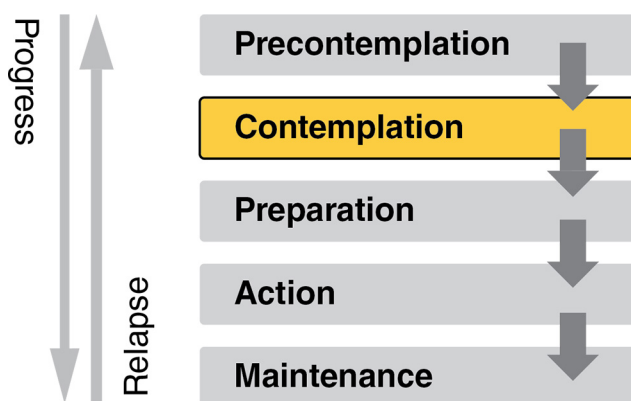 Progress
Relapse
Precontemplation
Contemplation
Preparation
Action
Maintenance